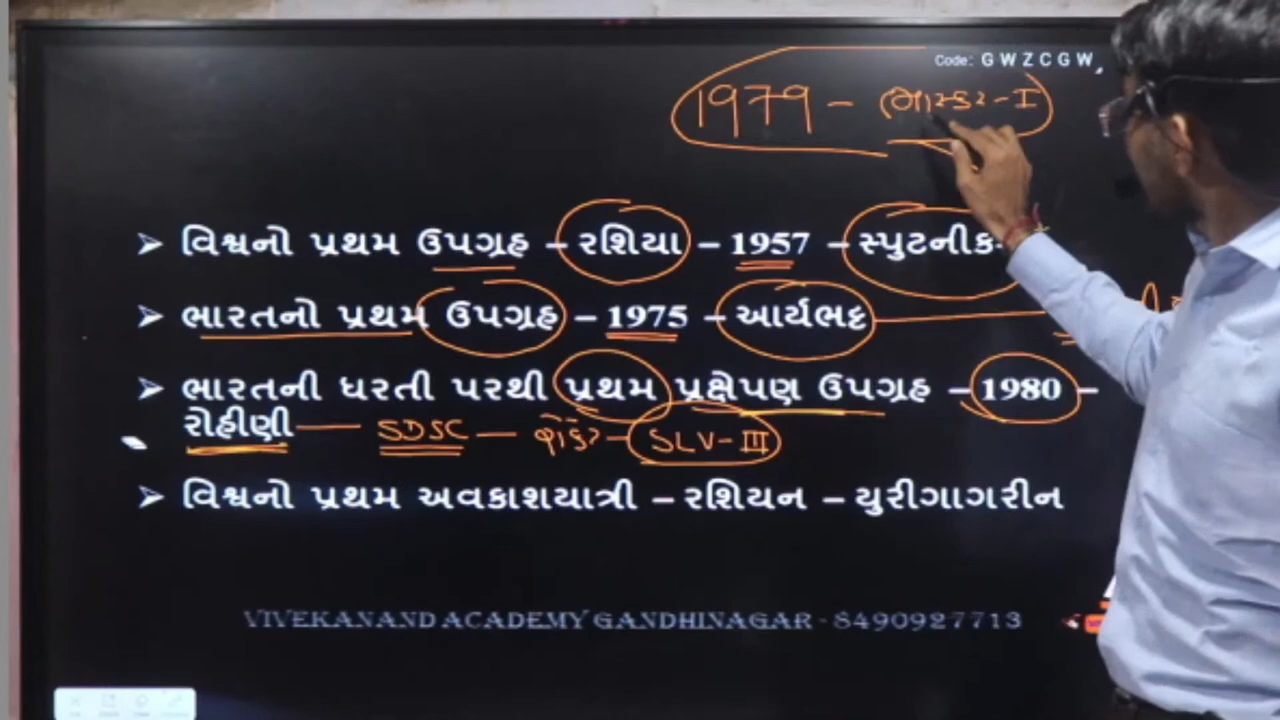 Code: G W Z C G W
1979 - ભાસ્કર - I
➤ વિશ્વનો પ્રથમ ઉપગ્રહ – રશિયા – 1957 – સ્પુટનીક-
➤ ભારતનો પ્રથમ ઉપગ્રહ – 1975 – આર્યભટ્ટ
➤ ભારતની ધરતી પરથી પ્રથમ પ્રક્ષેપણ ઉપગ્રહ – 1980 –
રોહીણી — SDSC — રોકેટ - SLV-III
➤ વિશ્વનો પ્રથમ અવકાશયાત્રી – રશિયન – યુરીગાગરીન
VIVEKANAND ACADEMY GANDHINAGAR - 8490927713